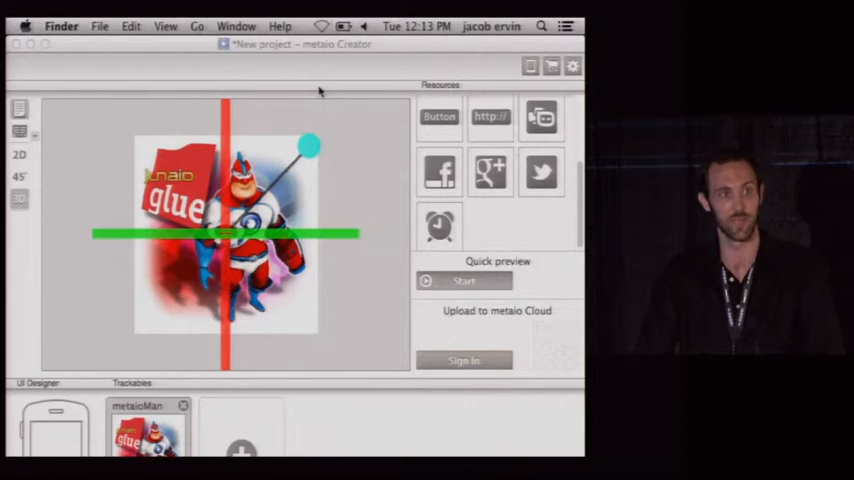 Finder File Edit View Go Window Help Tue 12:13 PM jacob ervin
*New project – metaio Creator
Resources
2D
45°
3D
Button http://
junaio
glue
Quick preview
Start
Upload to metaio Cloud
Sign In
UI Designer Trackables
metaioMan
glue